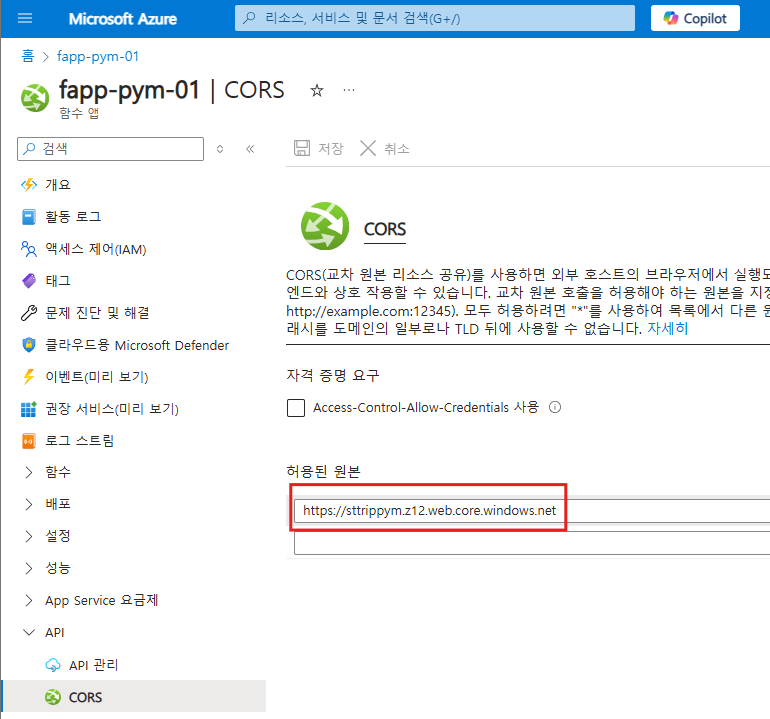 Microsoft Azure
리소스, 서비스 및 문서 검색(G+/)
Copilot
홈 > fapp-pym-01
fapp-pym-01 | CORS
함수 앱
검색
저장
취소
개요
활동 로그
액세스 제어(IAM)
태그
문제 진단 및 해결
클라우드용 Microsoft Defender
이벤트(미리 보기)
권장 서비스(미리 보기)
로그 스트림
함수
배포
설정
성능
App Service 요금제
API
API 관리
CORS
CORS
CORS(교차 원본 리소스 공유)를 사용하면 외부 호스트의 브라우저에서 실행되
엔드와 상호 작용할 수 있습니다. 교차 원본 호출을 허용해야 하는 원본을 지정
http://example.com:12345). 모두 허용하려면 "*"를 사용하여 목록에서 다른 원
래시를 도메인의 일부로나 TLD 뒤에 사용할 수 없습니다. 자세히
자격 증명 요구
Access-Control-Allow-Credentials 사용
허용된 원본
https://sttrippym.z12.web.core.windows.net